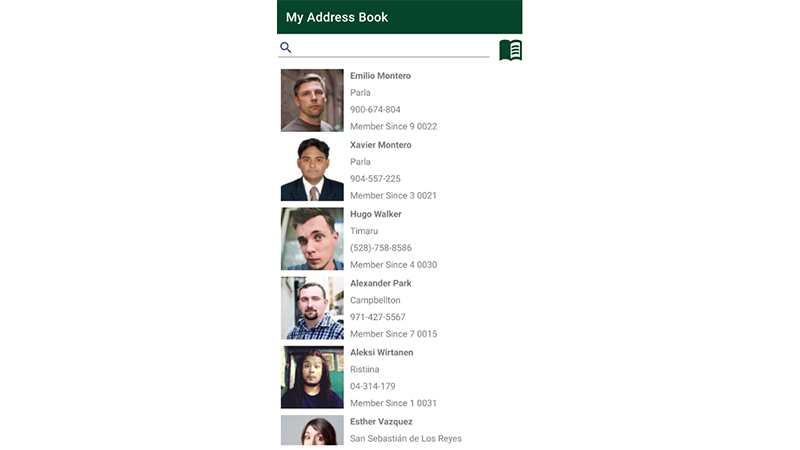 My Address Book
Emilio Montero
Parla
900-674-804
Member Since 9 0022
Xavier Montero
Parla
904-557-225
Member Since 3 0021
Hugo Walker
Timaru
(528)-758-8586
Member Since 4 0030
Alexander Park
Campbellton
971-427-5567
Member Since 7 0015
Aleksi Wirtanen
Ristiina
04-314-179
Member Since 1 0031
Esther Vazquez
San Sebastián de Los Reyes